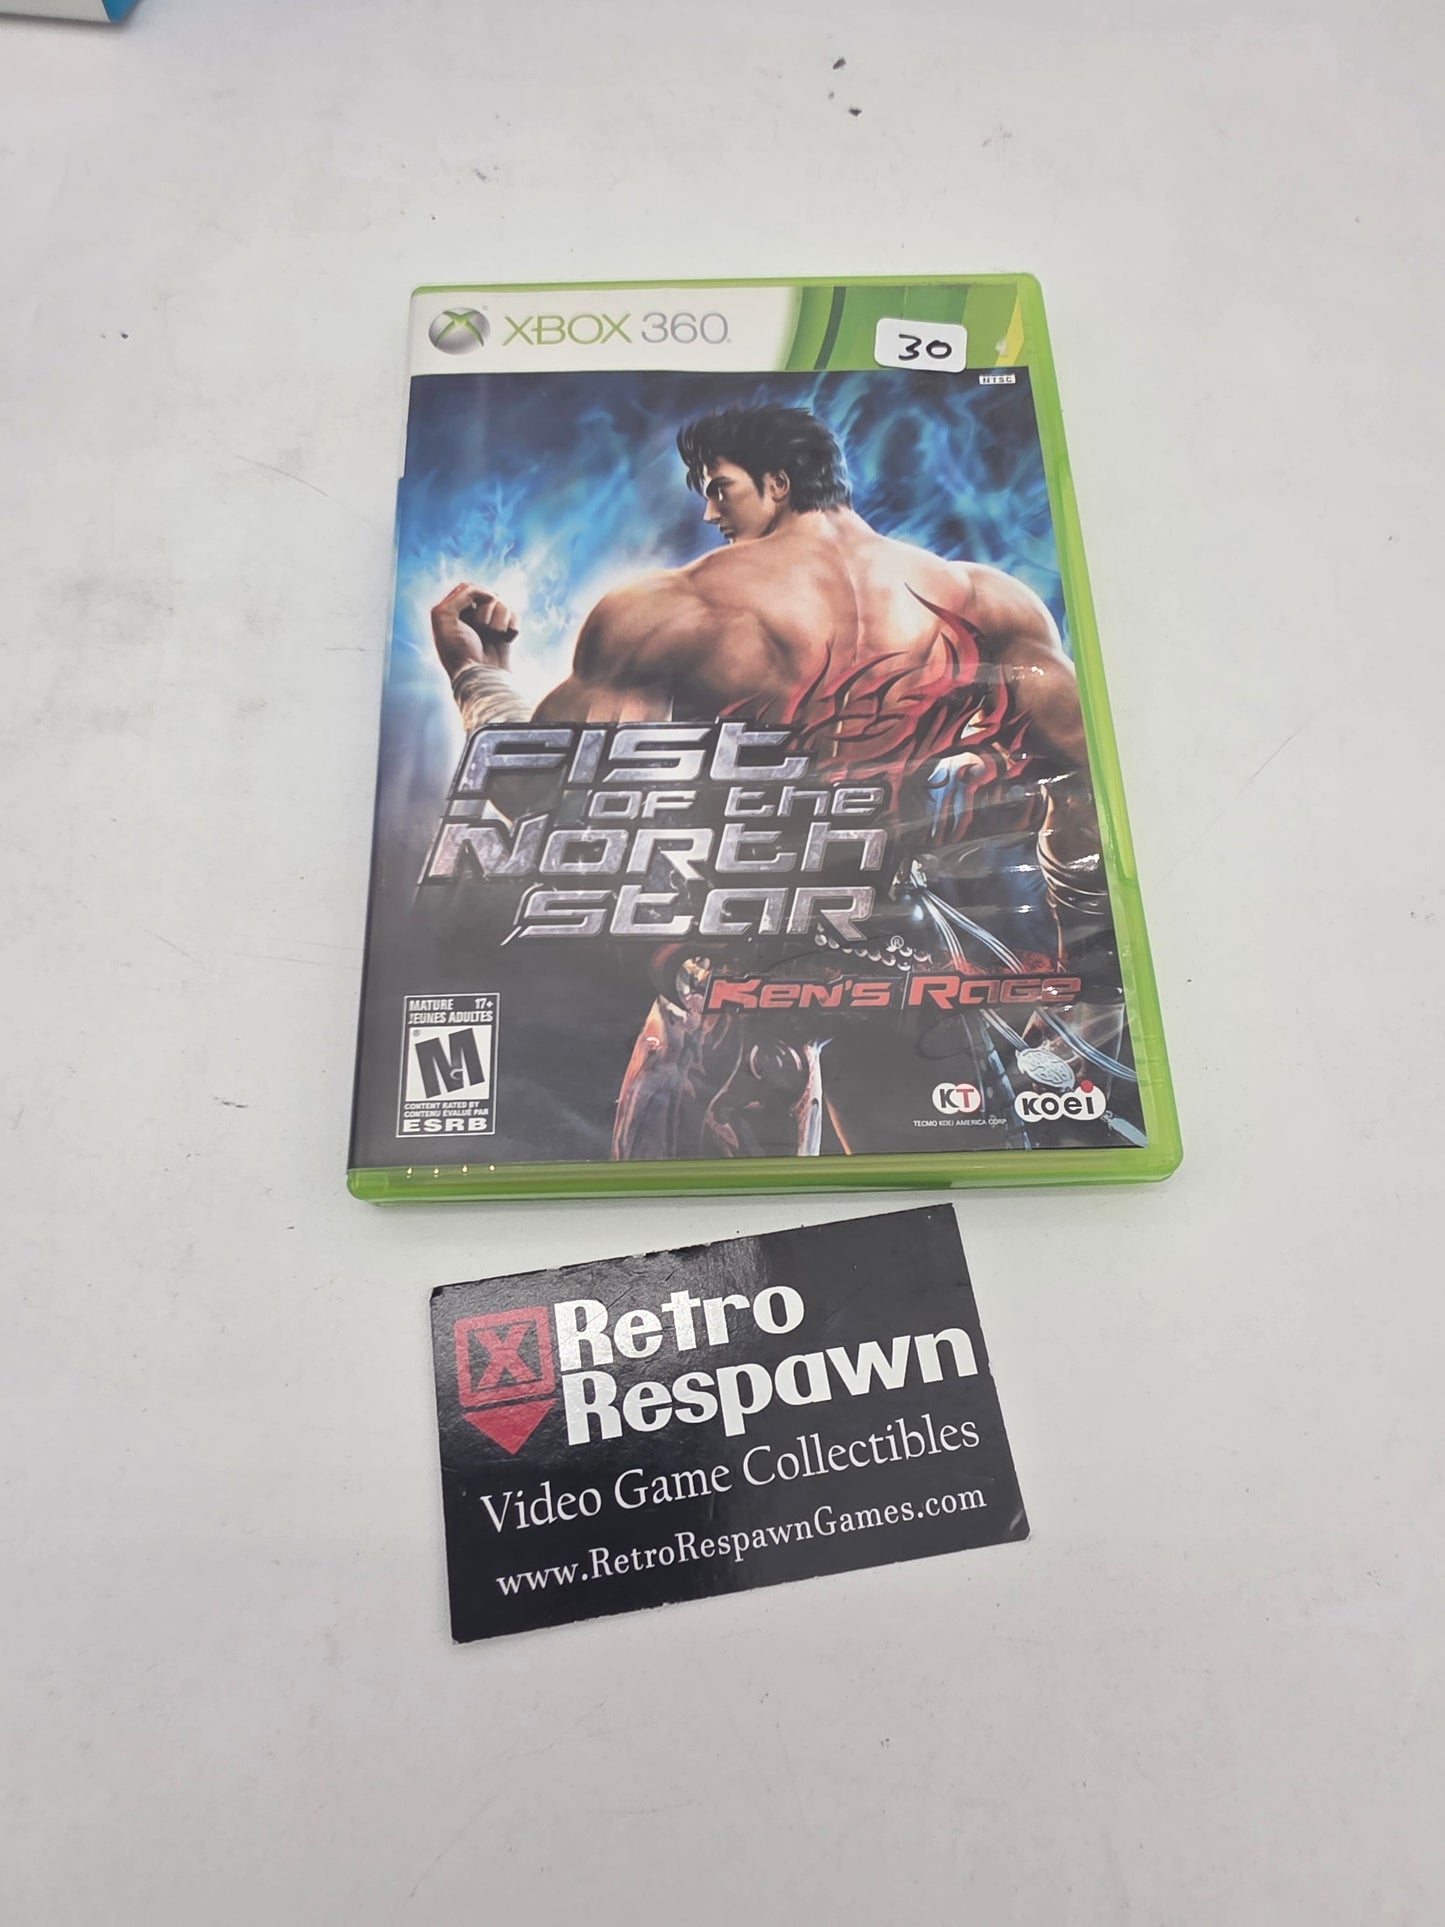 XBOX 360
30
NTSC
FIST
OF the
NORth
StaR®
Ken's Rage
MATURE 17+
JEUNES ADULTES
M
CONTENT RATED BY
CONTENU ÉVALUÉ PAR
ESRB
KT
TECMO KOEI AMERICA CORP
KOEI
X
Retro
Respawn
Video Game Collectibles
www.RetroRespawnGames.com